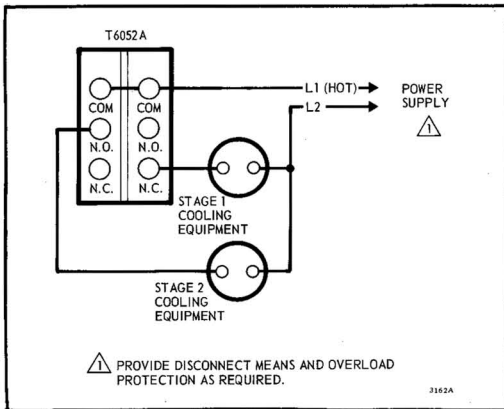 T6052A
COM COM
N.O. N.O.
N.C. N.C.
L1 (HOT)
L2
POWER
SUPPLY
1
STAGE 1
COOLING
EQUIPMENT
STAGE 2
COOLING
EQUIPMENT
1 PROVIDE DISCONNECT MEANS AND OVERLOAD
PROTECTION AS REQUIRED.
3162A